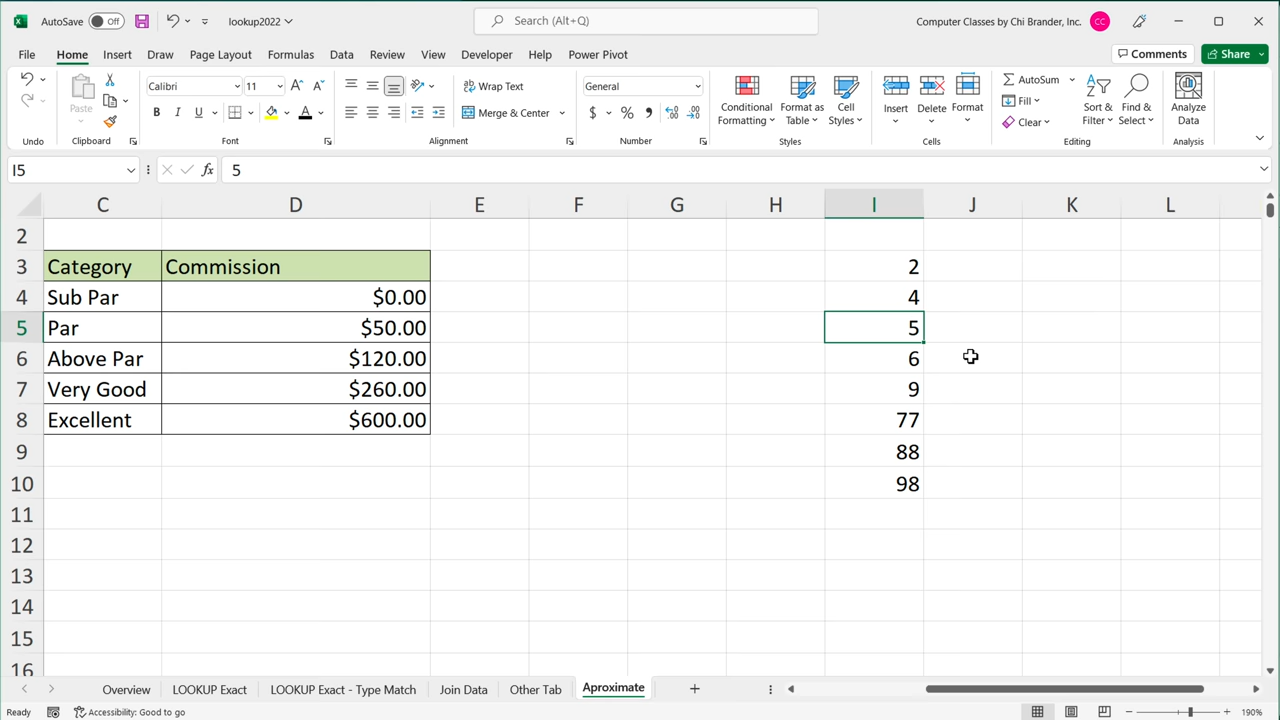 AutoSave Off lookup2022 Search (Alt+Q) Computer Classes by Chi Brander, Inc. CC
File Home Insert Draw Page Layout Formulas Data Review View Developer Help Power Pivot Comments Share
Paste Calibri 11 Wrap Text General Conditional Formatting Format as Table Cell Styles Insert Delete Format AutoSum Fill Clear Sort & Filter Find & Select Analyze Data
B I U A Merge & Center $ %
Undo Clipboard Font Alignment Number Styles Cells Editing Analysis
I5 fx 5
C D E F G H I J K L
2
3 Category Commission 2
4 Sub Par $0.00 4
5 Par $50.00 5
6 Above Par $120.00 6
7 Very Good $260.00 9
8 Excellent $600.00 77
9 88
10 98
11
12
13
14
15
16
Overview LOOKUP Exact LOOKUP Exact - Type Match Join Data Other Tab Aproximate
Ready Accessibility: Good to go 190%